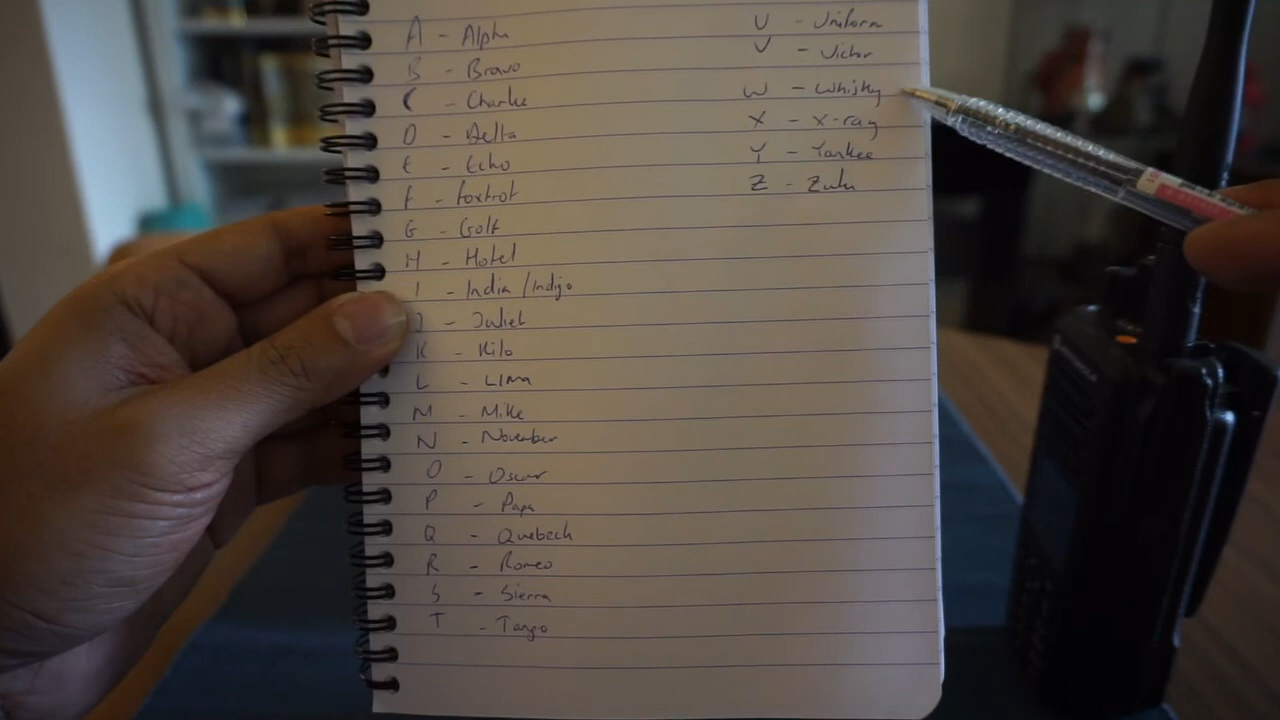 A - Alpha
B - Bravo
C - Charlie
D - Delta
E - Echo
F - Foxtrot
G - Golf
H - Hotel
I - India / Indigo
J - Juliet
K - Kilo
L - Lima
M - Mike
N - November
O - Oscar
P - Papa
Q - Quebech
R - Romeo
S - Sierra
T - Tango
U - Uniform
V - Victor
W - Whisky
X - X-ray
Y - Yankee
Z - Zulu